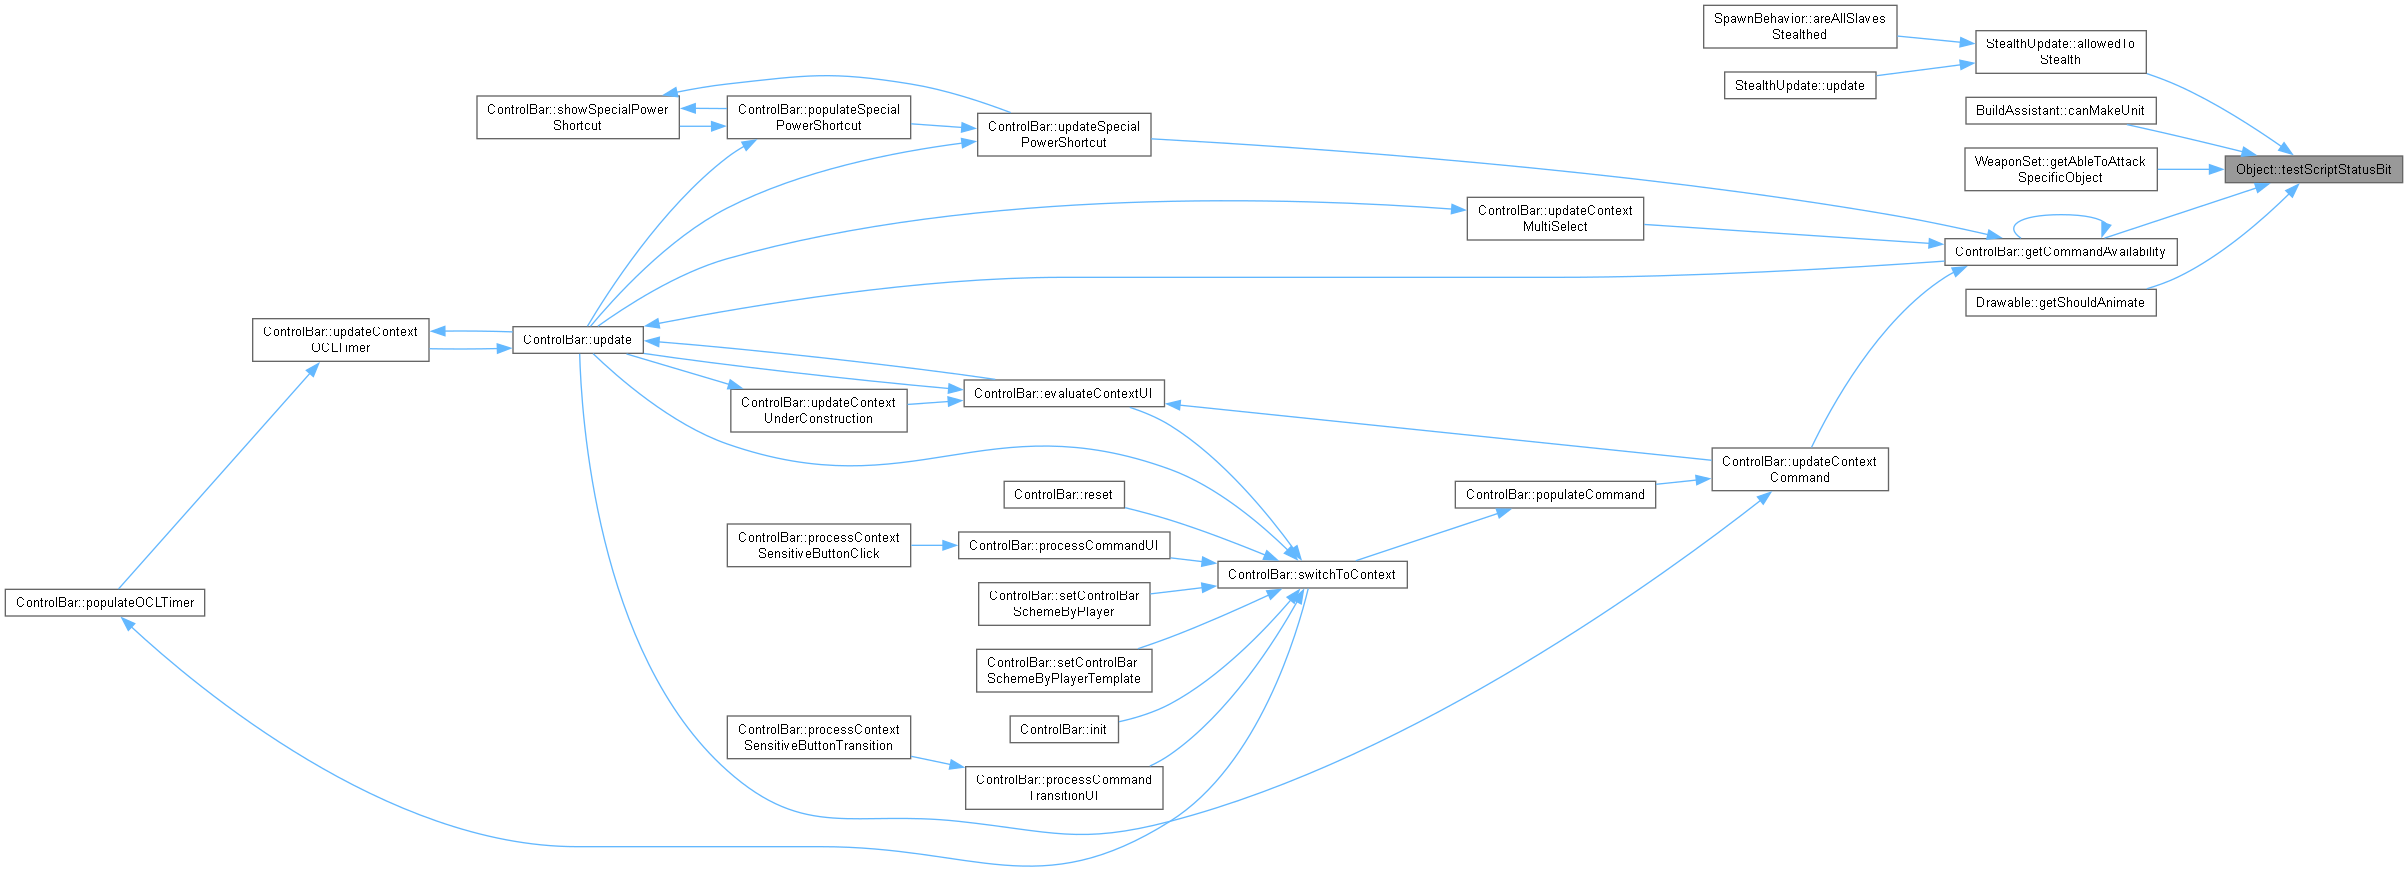 SpawnBehavior::areAllSlaves
Stealthed
StealthUpdate::allowedTo
Stealth
StealthUpdate::update
ControlBar::showSpecialPower
Shortcut
ControlBar::populateSpecial
PowerShortcut
ControlBar::updateSpecial
PowerShortcut
BuildAssistant::canMakeUnit
WeaponSet::getAbleToAttack
SpecificObject
Object::testScriptStatusBit
ControlBar::updateContext
MultiSelect
ControlBar::getCommandAvailability
Drawable::getShouldAnimate
ControlBar::updateContext
OCLTimer
ControlBar::update
ControlBar::evaluateContextUI
ControlBar::updateContext
UnderConstruction
ControlBar::updateContext
Command
ControlBar::reset
ControlBar::populateCommand
ControlBar::processContext
SensitiveButtonClick
ControlBar::processCommandUI
ControlBar::switchToContext
ControlBar::populateOCLTimer
ControlBar::setControlBar
SchemeByPlayer
ControlBar::setControlBar
SchemeByPlayerTemplate
ControlBar::init
ControlBar::processContext
SensitiveButtonTransition
ControlBar::processCommand
TransitionUI